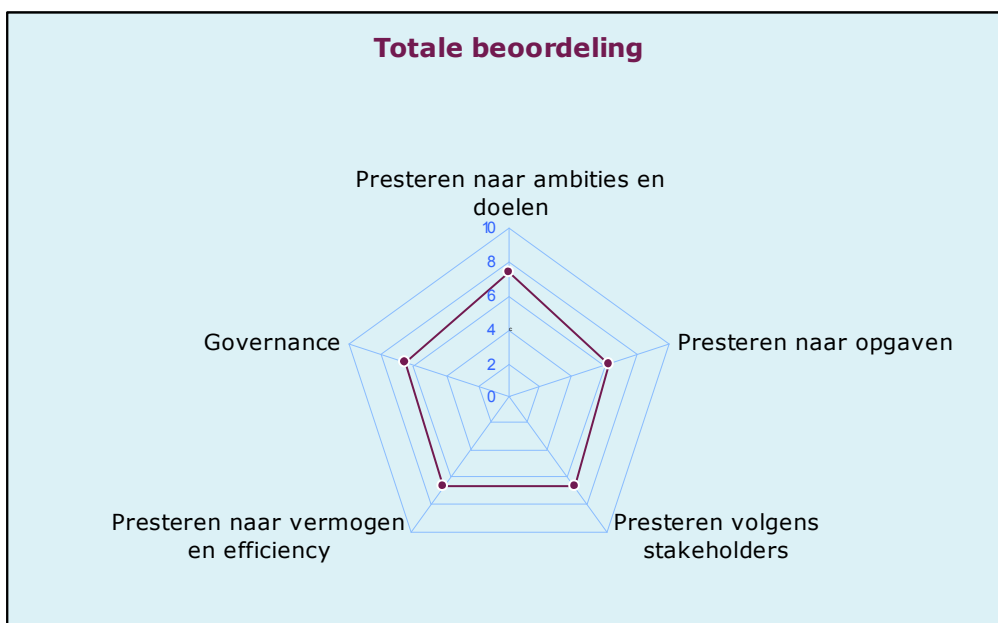 Totale beoordeling
Presteren naar ambities en
doelen
10
8
6
4
2
0
Governance
Presteren naar opgaven
Presteren naar vermogen
en efficiency
Presteren volgens
stakeholders